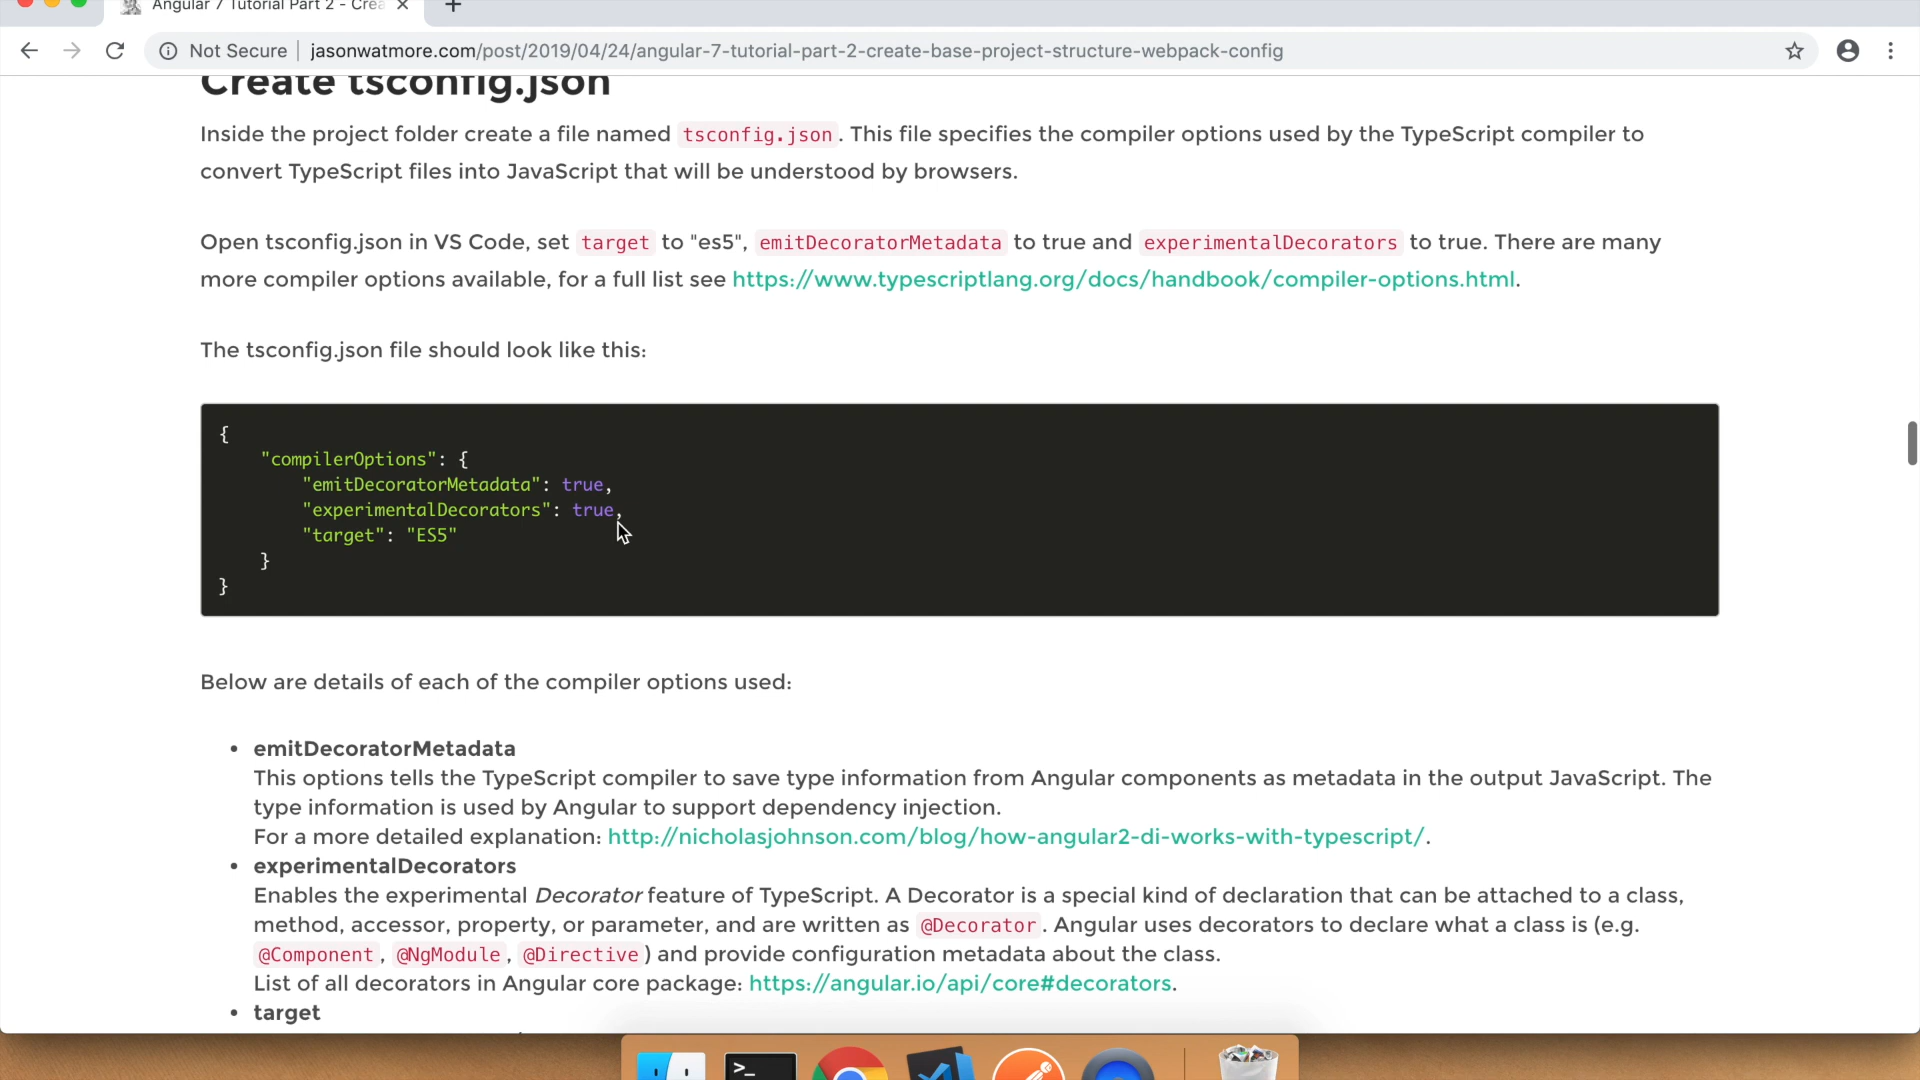 Angular 7 Tutorial Part 2 - Crea
Not Secure | jasonwatmore.com/post/2019/04/24/angular-7-tutorial-part-2-create-base-project-structure-webpack-config
Create tsconfig.json
Inside the project folder create a file named tsconfig.json. This file specifies the compiler options used by the TypeScript compiler to
convert TypeScript files into JavaScript that will be understood by browsers.
Open tsconfig.json in VS Code, set target to "es5", emitDecoratorMetadata to true and experimentalDecorators to true. There are many
more compiler options available, for a full list see https://www.typescriptlang.org/docs/handbook/compiler-options.html.
The tsconfig.json file should look like this:
{
    "compilerOptions": {
        "emitDecoratorMetadata": true,
        "experimentalDecorators": true,
        "target": "ES5"
    }
}
Below are details of each of the compiler options used:
• emitDecoratorMetadata
This options tells the TypeScript compiler to save type information from Angular components as metadata in the output JavaScript. The
type information is used by Angular to support dependency injection.
For a more detailed explanation: http://nicholasjohnson.com/blog/how-angular2-di-works-with-typescript/.
• experimentalDecorators
Enables the experimental Decorator feature of TypeScript. A Decorator is a special kind of declaration that can be attached to a class,
method, accessor, property, or parameter, and are written as @Decorator. Angular uses decorators to declare what a class is (e.g.
@Component, @NgModule, @Directive) and provide configuration metadata about the class.
List of all decorators in Angular core package: https://angular.io/api/core#decorators.
• target
>_